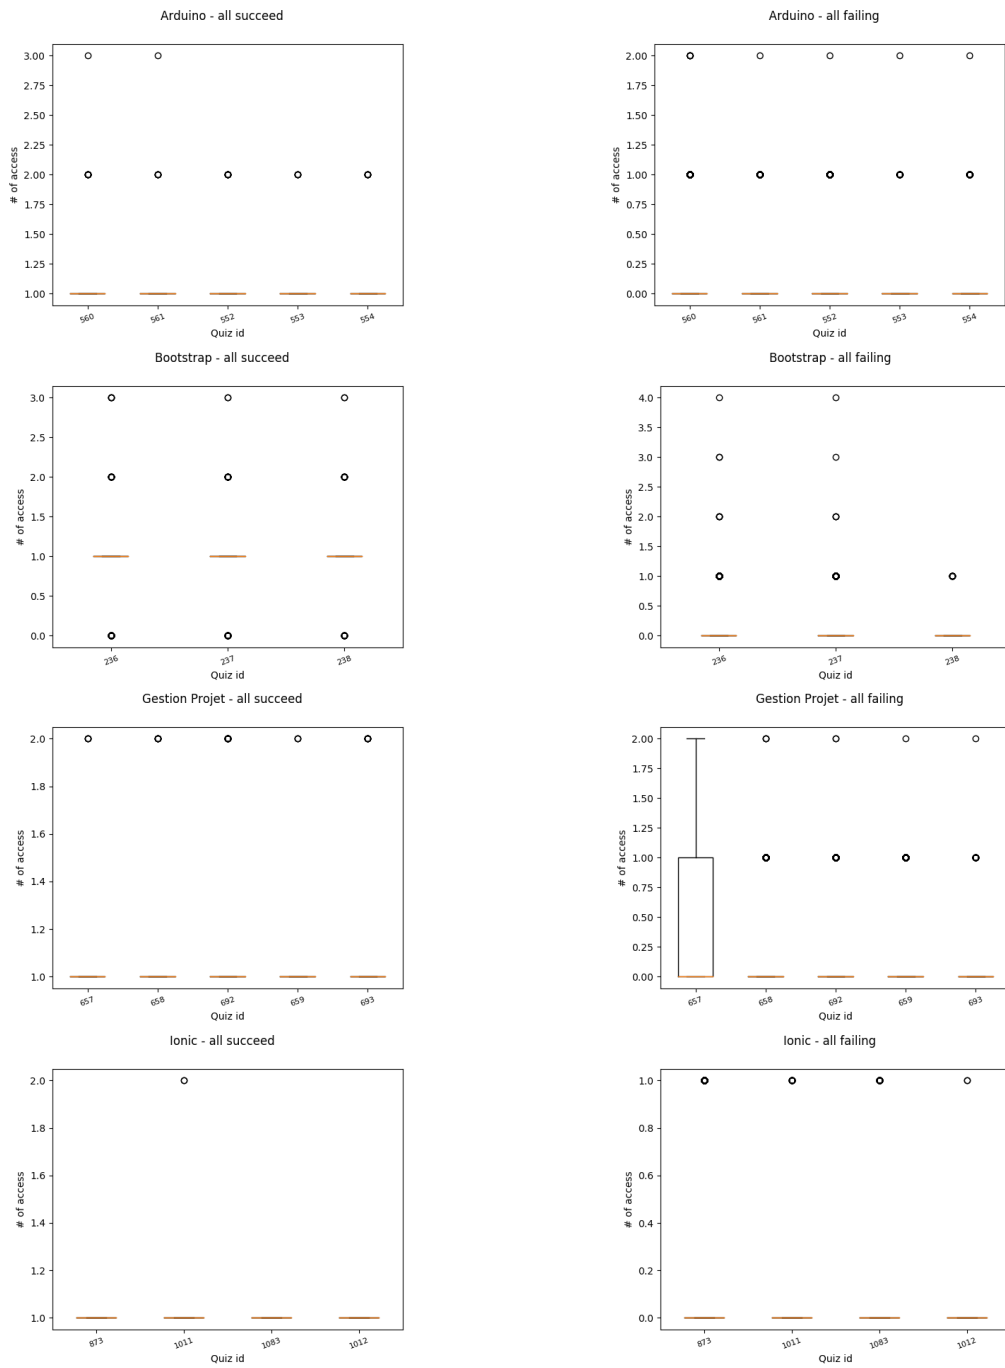 Arduino - all succeed
# of access
3.00
2.75
2.50
2.25
2.00
1.75
1.50
1.25
1.00
560 561 552 553 554
Quiz id
Arduino - all failing
# of access
2.00
1.75
1.50
1.25
1.00
0.75
0.50
0.25
0.00
560 561 552 553 554
Quiz id
Bootstrap - all succeed
# of access
3.0
2.5
2.0
1.5
1.0
0.5
0.0
236 237 238
Quiz id
Bootstrap - all failing
# of access
4.0
3.5
3.0
2.5
2.0
1.5
1.0
0.5
0.0
236 237 238
Quiz id
Gestion Projet - all succeed
# of access
2.0
1.8
1.6
1.4
1.2
1.0
657 658 692 659 693
Quiz id
Gestion Projet - all failing
# of access
2.00
1.75
1.50
1.25
1.00
0.75
0.50
0.25
0.00
657 658 692 659 693
Quiz id
Ionic - all succeed
# of access
2.0
1.8
1.6
1.4
1.2
1.0
873 1011 1083 1012
Quiz id
Ionic - all failing
# of access
1.0
0.8
0.6
0.4
0.2
0.0
873 1011 1083 1012
Quiz id